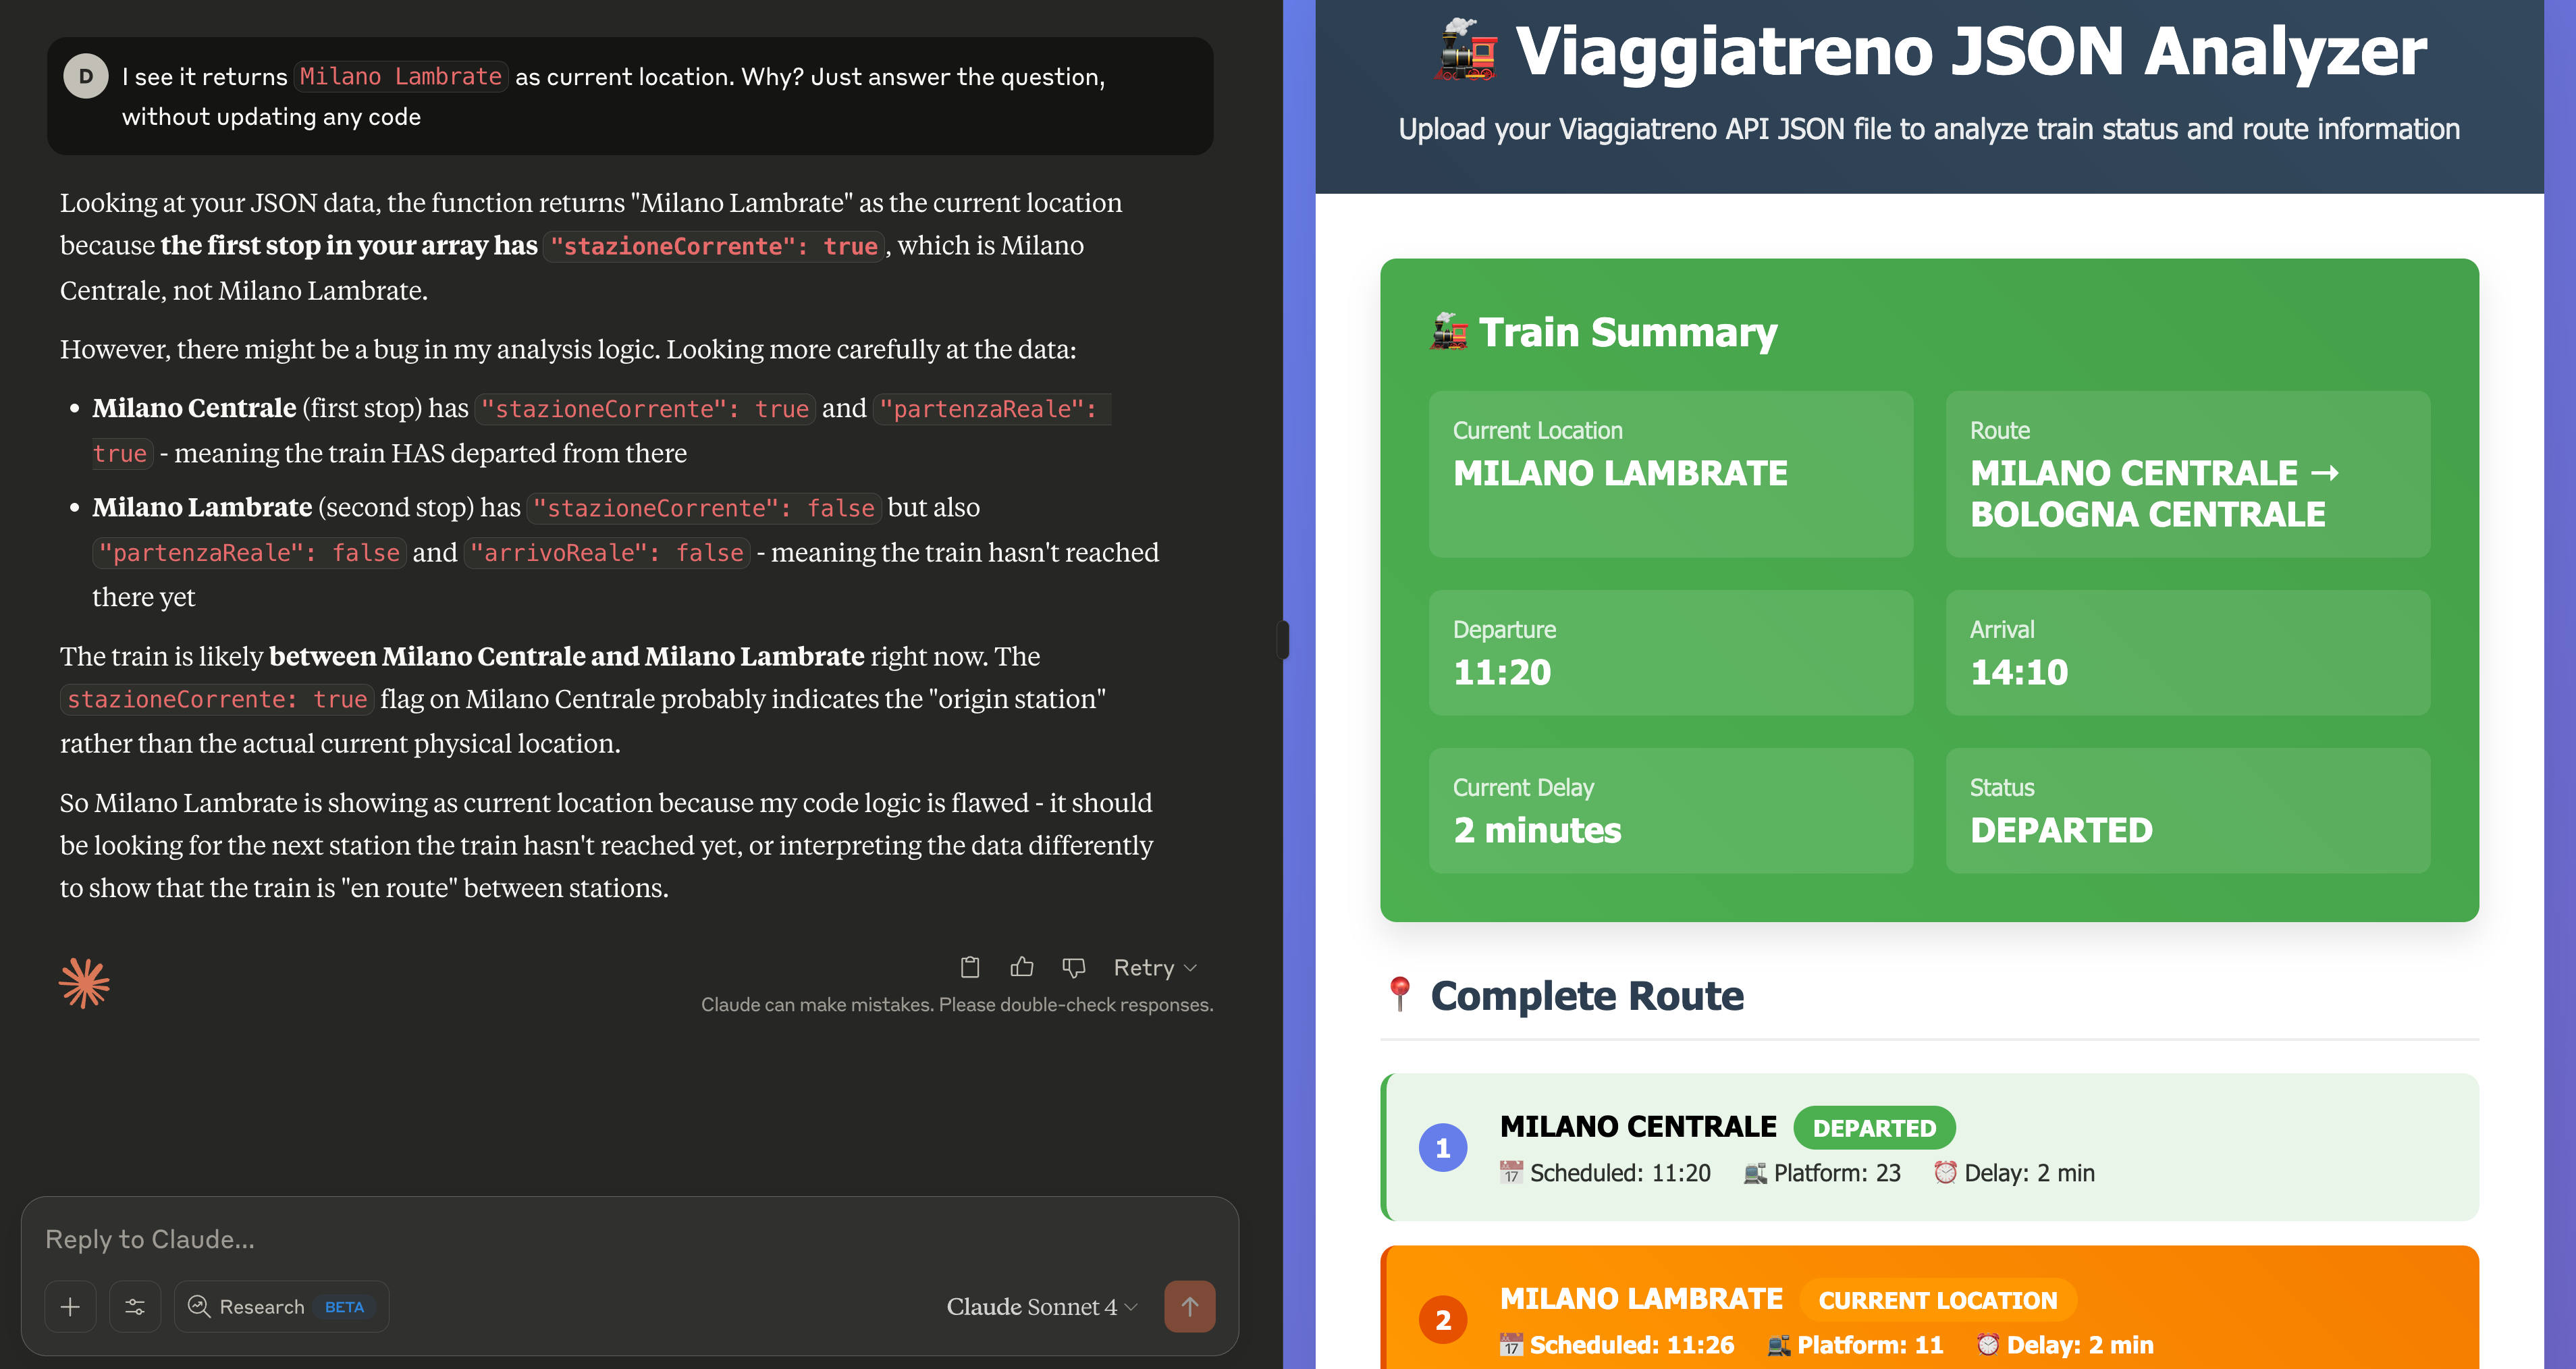 D
I see it returns Milano Lambrate as current location. Why? Just answer the question,
without updating any code
Looking at your JSON data, the function returns "Milano Lambrate" as the current location
because the first stop in your array has "stazioneCorrente": true, which is Milano
Centrale, not Milano Lambrate.
However, there might be a bug in my analysis logic. Looking more carefully at the data:
• Milano Centrale (first stop) has "stazioneCorrente": true and "partenzaReale":
true - meaning the train HAS departed from there
• Milano Lambrate (second stop) has "stazioneCorrente": false but also
"partenzaReale": false and "arrivoReale": false - meaning the train hasn't reached
there yet
The train is likely between Milano Centrale and Milano Lambrate right now. The
stazioneCorrente: true flag on Milano Centrale probably indicates the "origin station"
rather than the actual current physical location.
So Milano Lambrate is showing as current location because my code logic is flawed - it should
be looking for the next station the train hasn't reached yet, or interpreting the data differently
to show that the train is "en route" between stations.
Retry
Claude can make mistakes. Please double-check responses.
Reply to Claude...
Research BETA
Claude Sonnet 4
Viaggiatreno JSON Analyzer
Upload your Viaggiatreno API JSON file to analyze train status and route information
Train Summary
Current Location
MILANO LAMBRATE
Route
MILANO CENTRALE →
BOLOGNA CENTRALE
Departure
11:20
Arrival
14:10
Current Delay
2 minutes
Status
DEPARTED
Complete Route
1
MILANO CENTRALE DEPARTED
Scheduled: 11:20 Platform: 23 Delay: 2 min
2
MILANO LAMBRATE CURRENT LOCATION
Scheduled: 11:26 Platform: 11 Delay: 2 min